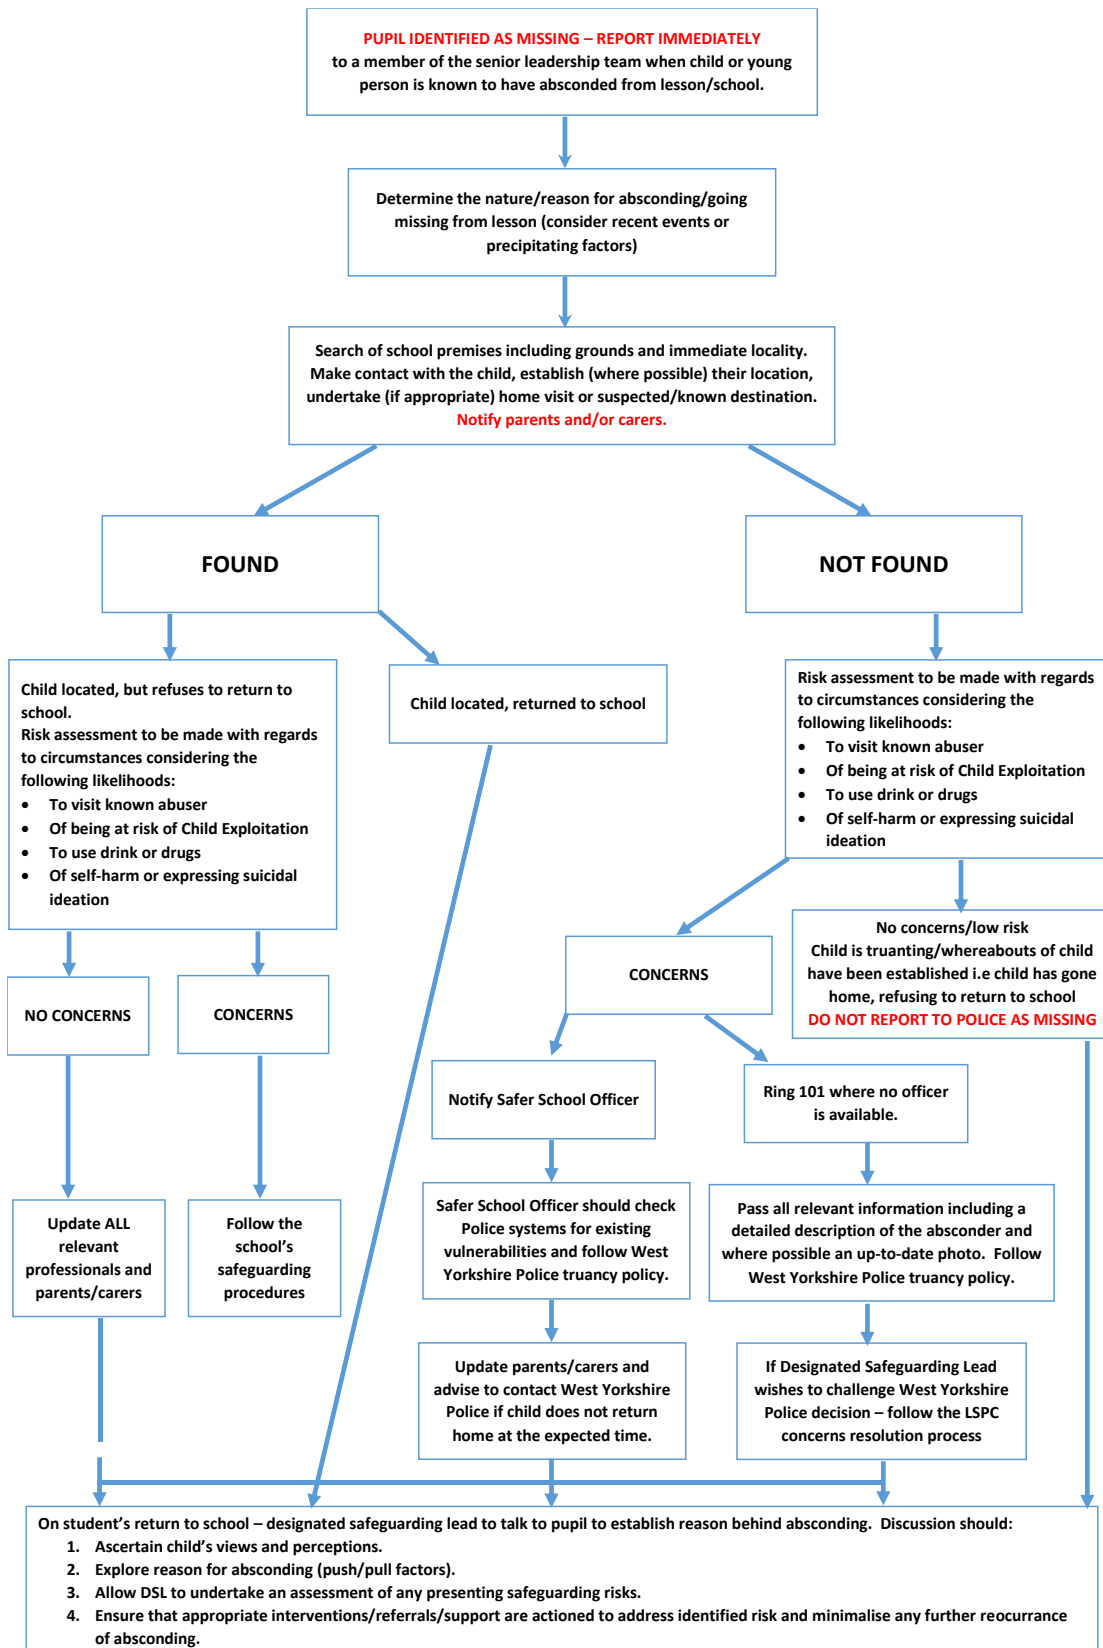 PUPIL IDENTIFIED AS MISSING – REPORT IMMEDIATELY
to a member of the senior leadership team when child or young
person is known to have absconded from lesson/school.
Determine the nature/reason for absconding/going
missing from lesson (consider recent events or
precipitating factors)
Search of school premises including grounds and immediate locality.
Make contact with the child, establish (where possible) their location,
undertake (if appropriate) home visit or suspected/known destination.
Notify parents and/or carers.
FOUND
NOT FOUND
Child located, but refuses to return to
school.
Risk assessment to be made with regards
to circumstances considering the
following likelihoods:
• To visit known abuser
• Of being at risk of Child Exploitation
• To use drink or drugs
• Of self-harm or expressing suicidal
ideation
Child located, returned to school
Risk assessment to be made with regards
to circumstances considering the
following likelihoods:
• To visit known abuser
• Of being at risk of Child Exploitation
• To use drink or drugs
• Of self-harm or expressing suicidal
ideation
NO CONCERNS
CONCERNS
CONCERNS
No concerns/low risk
Child is truanting/whereabouts of child
have been established i.e child has gone
home, refusing to return to school
DO NOT REPORT TO POLICE AS MISSING
Notify Safer School Officer
Ring 101 where no officer
is available.
Update ALL
relevant
professionals and
parents/carers
Follow the
school's
safeguarding
procedures
Safer School Officer should check
Police systems for existing
vulnerabilities and follow West
Yorkshire Police truancy policy.
Pass all relevant information including a
detailed description of the absconder and
where possible an up-to-date photo.  Follow
West Yorkshire Police truancy policy.
Update parents/carers and
advise to contact West Yorkshire
Police if child does not return
home at the expected time.
If Designated Safeguarding Lead
wishes to challenge West Yorkshire
Police decision – follow the LSPC
concerns resolution process
On student's return to school – designated safeguarding lead to talk to pupil to establish reason behind absconding.  Discussion should:
1. Ascertain child's views and perceptions.
2. Explore reason for absconding (push/pull factors).
3. Allow DSL to undertake an assessment of any presenting safeguarding risks.
4. Ensure that appropriate interventions/referrals/support are actioned to address identified risk and minimalise any further reocurrance
of absconding.